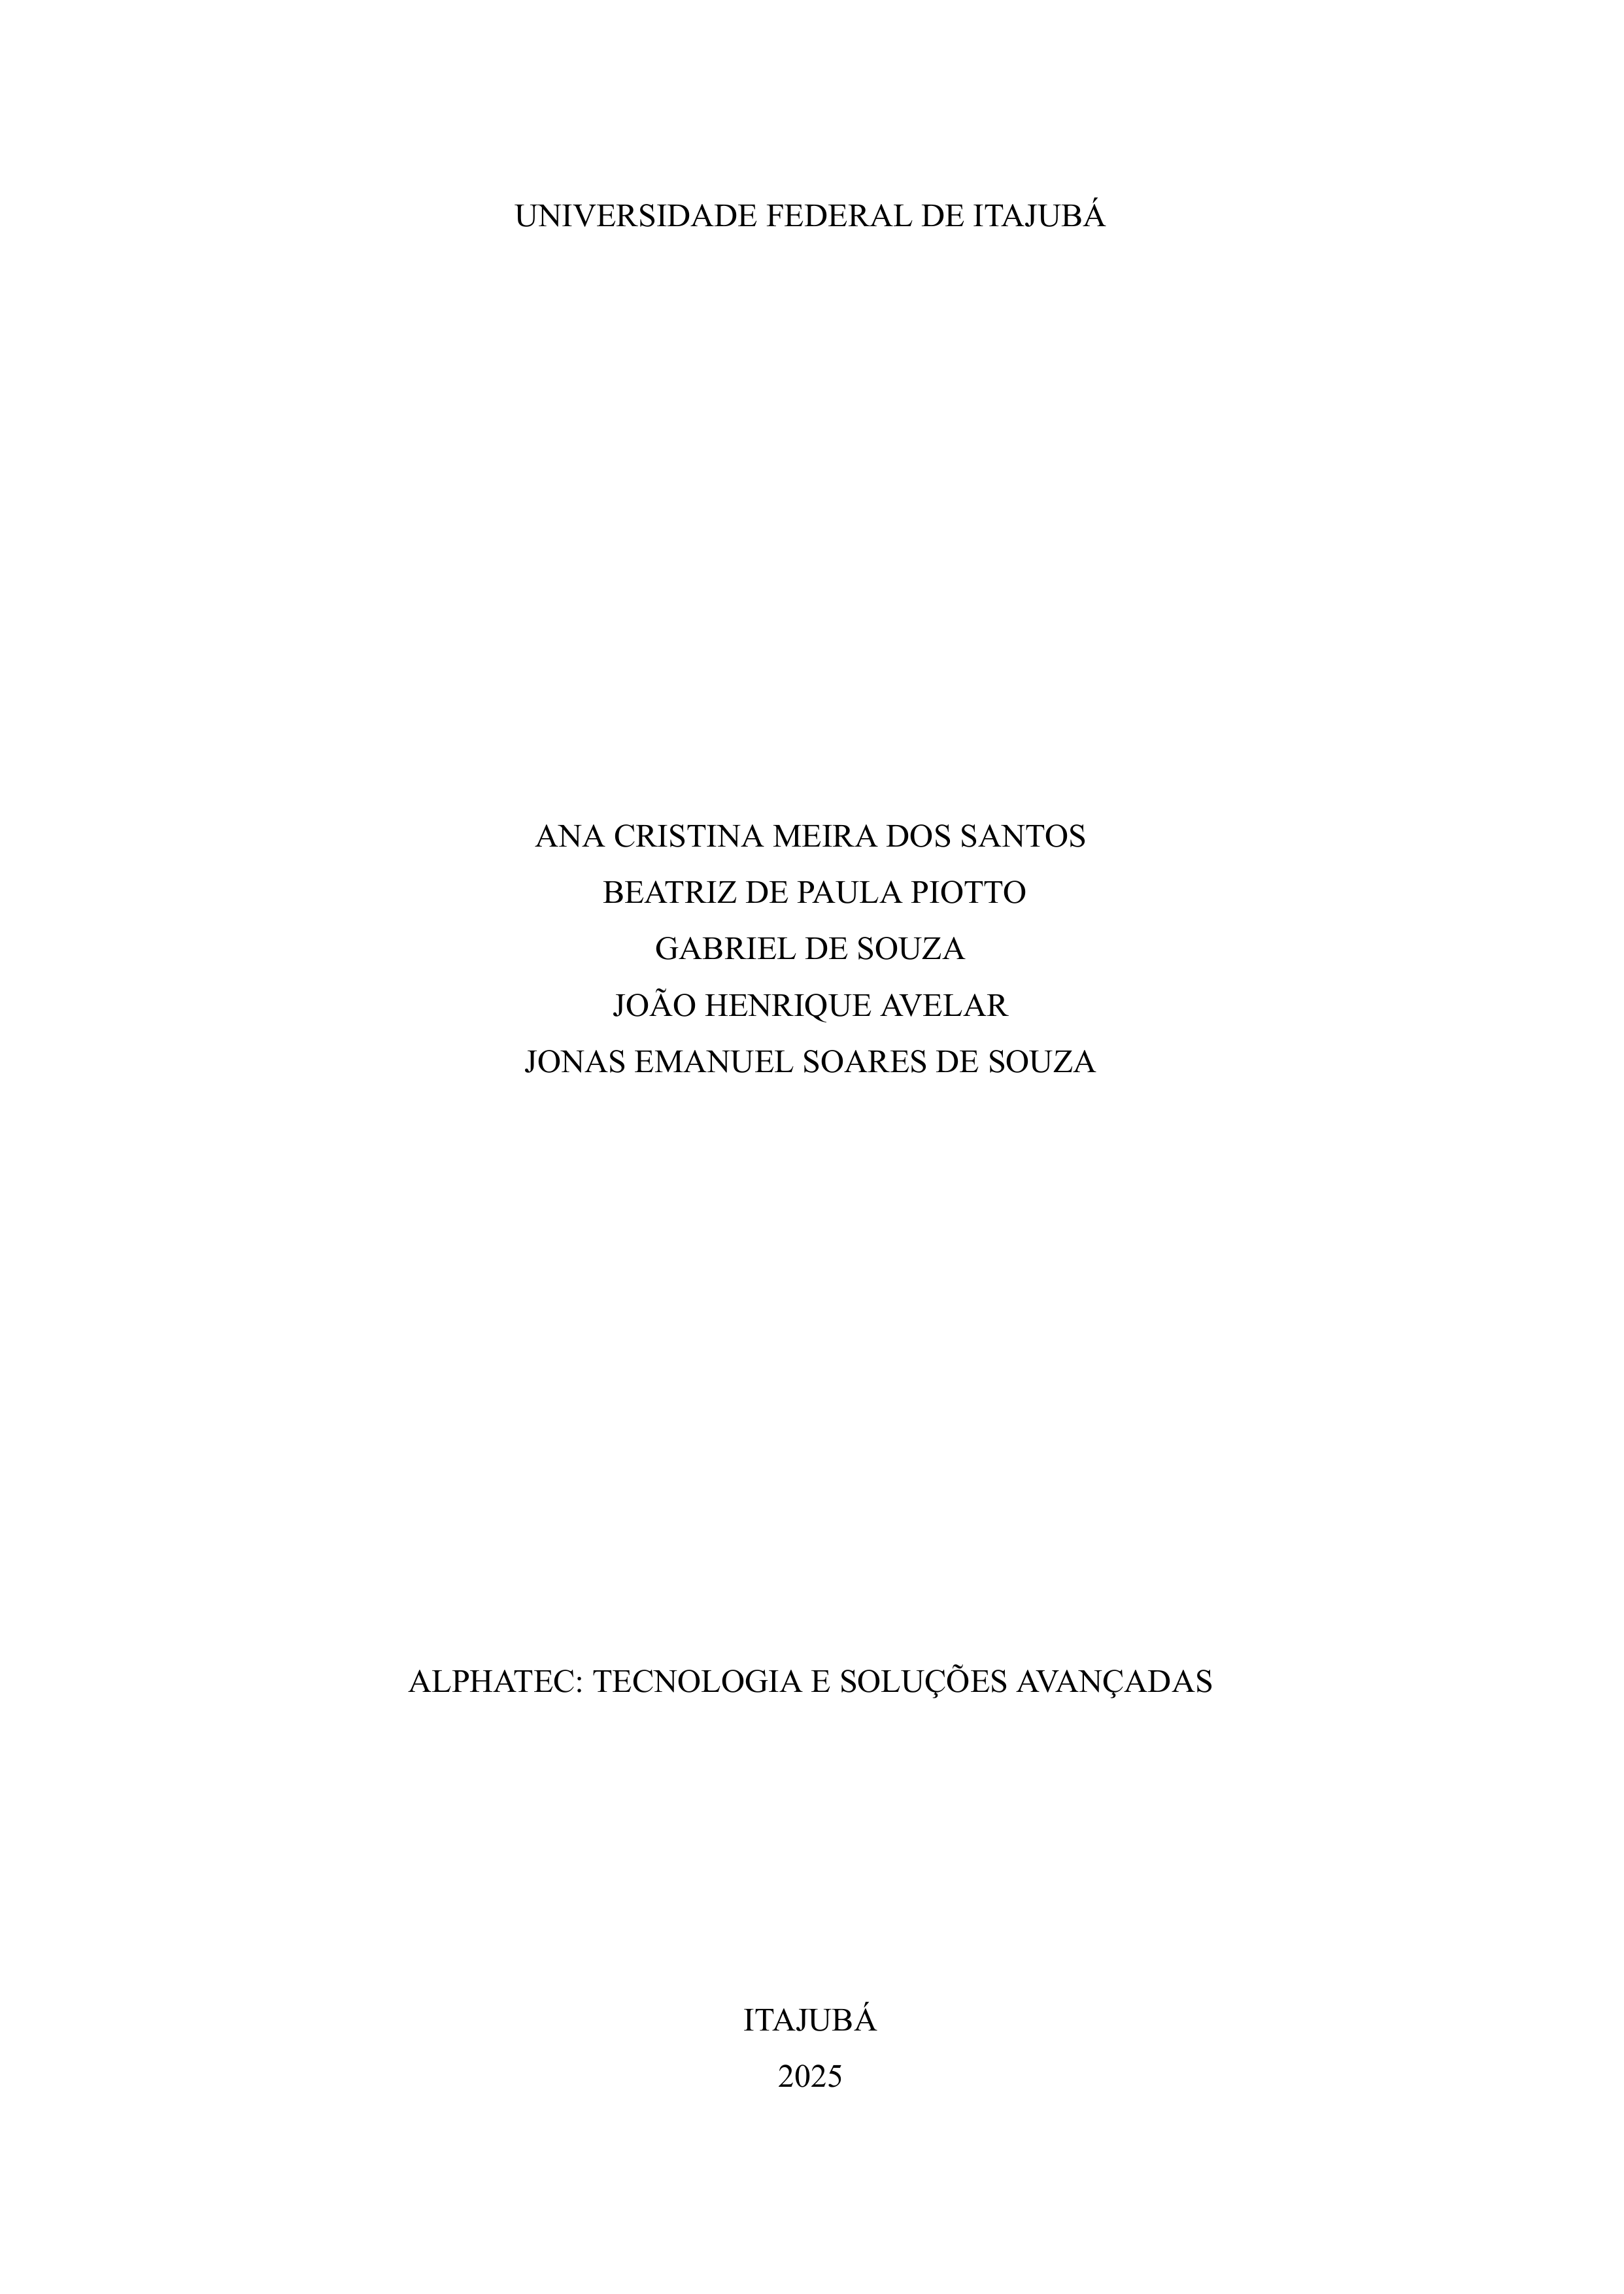 UNIVERSIDADE FEDERAL DE ITAJUBÁ
ANA CRISTINA MEIRA DOS SANTOS
BEATRIZ DE PAULA PIOTTO
GABRIEL DE SOUZA
JOÃO HENRIQUE AVELAR
JONAS EMANUEL SOARES DE SOUZA
ALPHATEC: TECNOLOGIA E SOLUÇÕES AVANÇADAS
ITAJUBÁ
2025